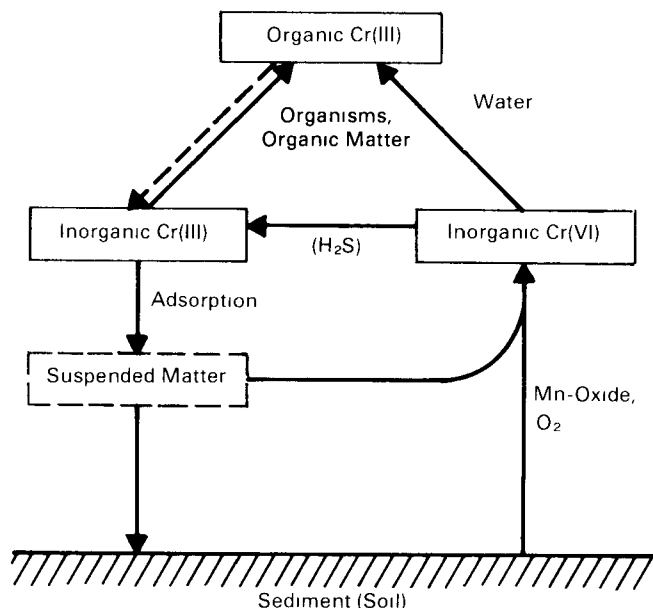 Organic Cr(III)
Water
Organisms,
Organic Matter
Inorganic Cr(III)
(H₂S)
Inorganic Cr(VI)
Adsorption
Suspended Matter
Mn-Oxide,
O₂
Sediment (Soil)